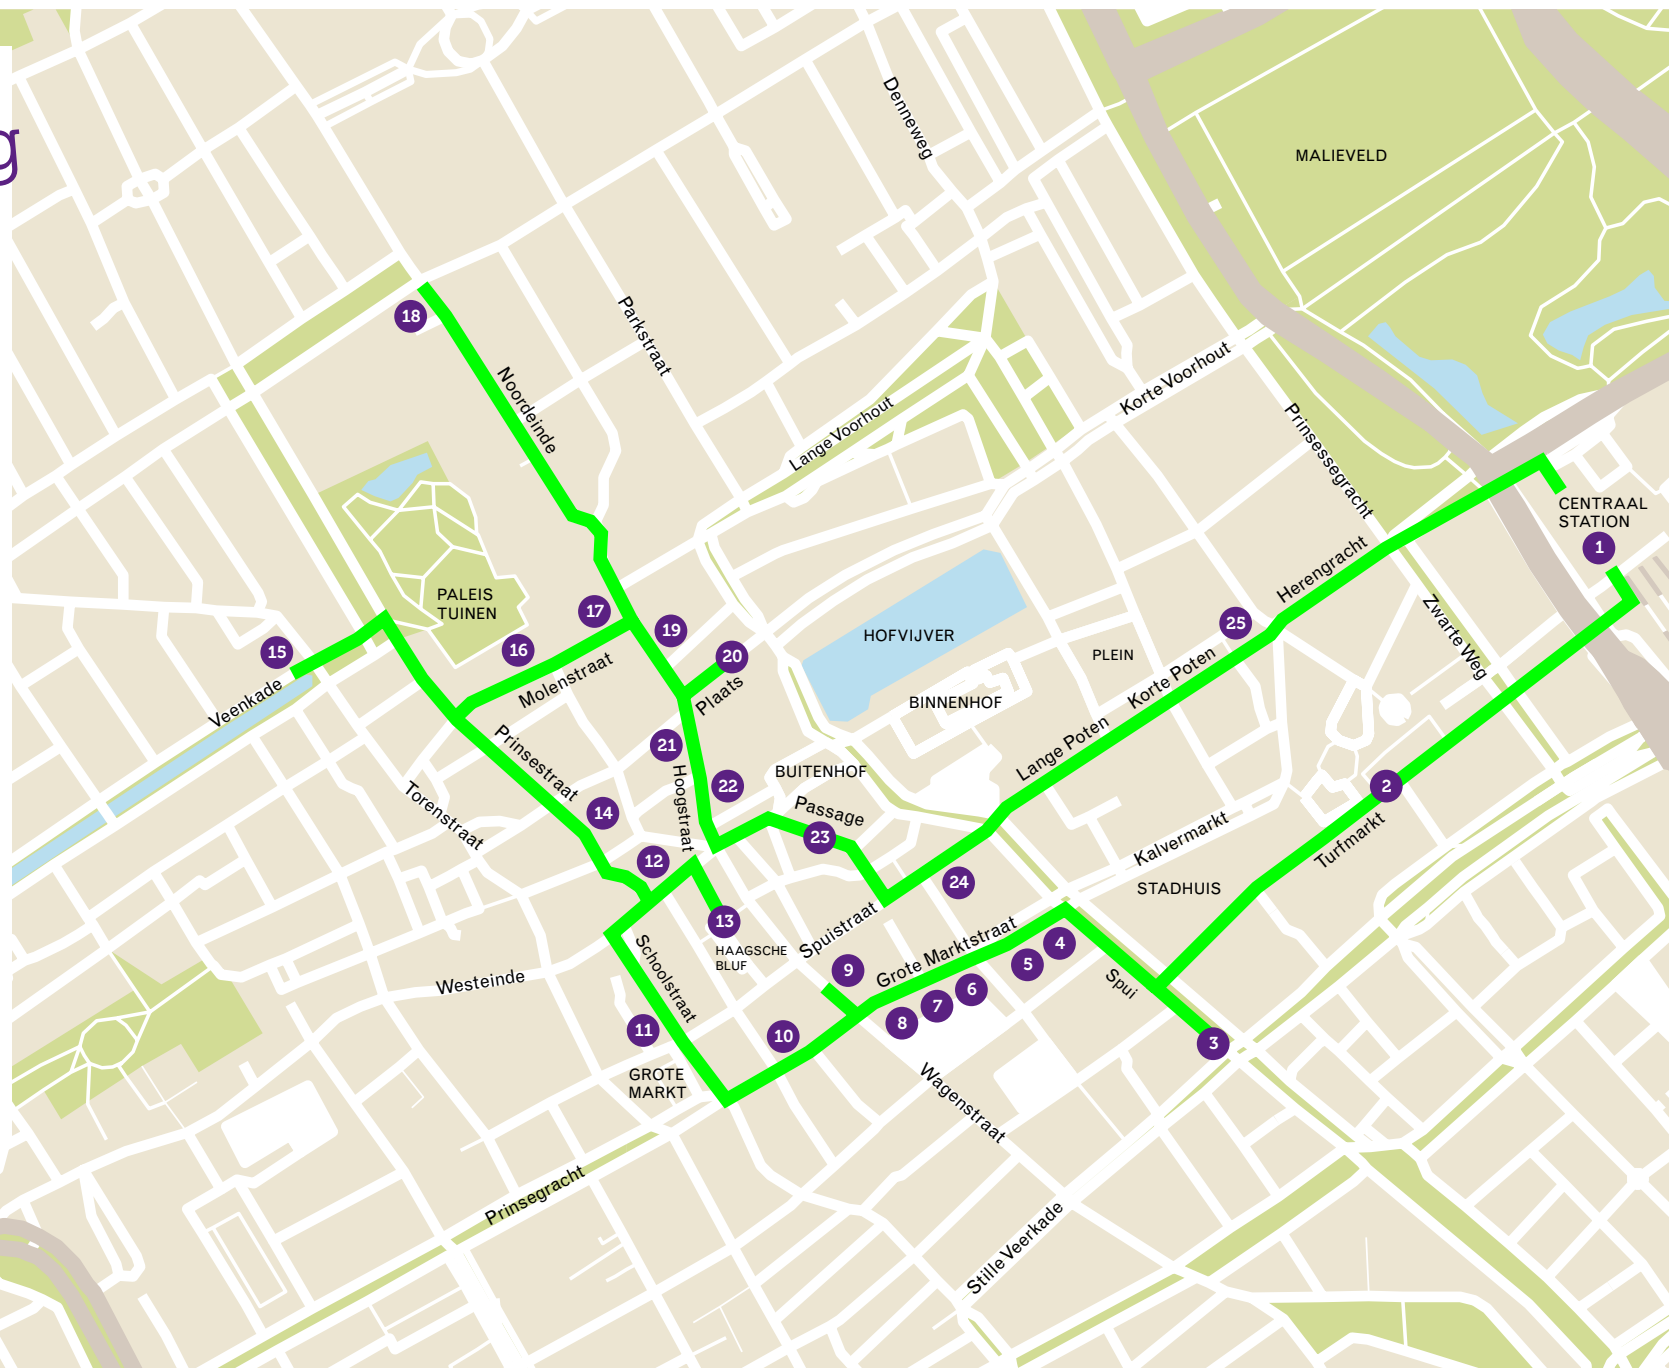 g
Denneweg
MALIEVELD
18
Parkstraat
Noordeinde
Lange Voorhout
Korte Voorhout
Prinsessegracht
CENTRAAL
STATION
1
Herengracht
Zwarte Weg
PALEIS
TUINEN
17
16
19
20
15
Veenkade
Molenstraat
Plaats
HOFVIJVER
BINNENHOF
PLEIN
25
Korte Poten
Lange Poten
Prinsestraat
21
Hoogstraat
22
BUITENHOF
Passage
23
2
Turfmarkt
Torenstraat
14
12
13
HAAGSCHE
BLUF
24
Kalvermarkt
STADHUIS
Spuistraat
9
Grote Marktstraat
4
5
6
7
8
Spui
3
Westeinde
Schoolstraat
11
10
GROTE
MARKT
Wagenstraat
Prinsegracht
Stille Veerkade